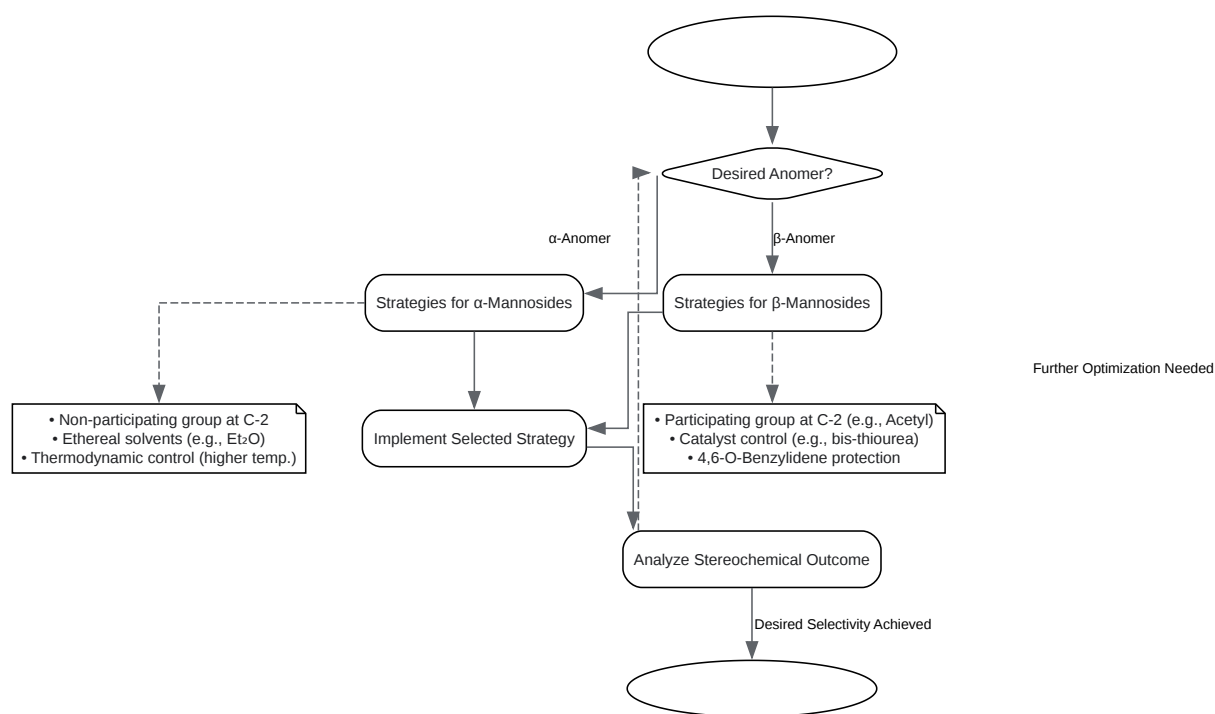 Desired Anomer?
α-Anomer
β-Anomer
Strategies for α-Mannosides
Strategies for β-Mannosides
Further Optimization Needed
• Non-participating group at C-2
• Ethereal solvents (e.g., Et₂O)
• Thermodynamic control (higher temp.)
Implement Selected Strategy
• Participating group at C-2 (e.g., Acetyl)
• Catalyst control (e.g., bis-thiourea)
• 4,6-O-Benzylidene protection
Analyze Stereochemical Outcome
Desired Selectivity Achieved